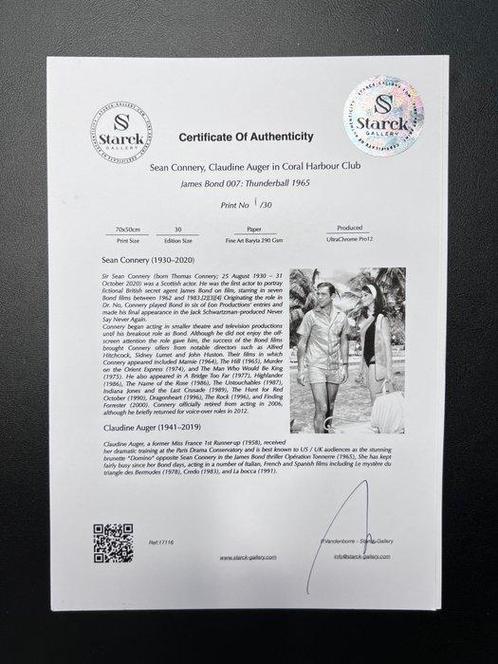 Starck
GALLERY
Starck
GALLERY
Certificate Of Authenticity
Sean Connery, Claudine Auger in Coral Harbour Club
James Bond 007: Thunderball 1965
Print No 1/30
70x50cm 30 Paper Produced
Print Size Edition Size Fine Art Baryta 290 Gsm UltraChrome Pro12
Sean Connery (1930–2020)
Sir Sean Connery (born Thomas Connery; 25 August 1930 – 31
October 2020) was a Scottish actor. He was the first actor to portray
fictional British secret agent James Bond on film, starring in seven
Bond films between 1962 and 1983.[2][3][4] Originating the role in
Dr. No, Connery played Bond in six of Eon Productions' entries and
made his final appearance in the Jack Schwartzman-produced Never
Say Never Again.
Connery began acting in smaller theatre and television productions
until his breakout role as Bond. Although he did not enjoy the off-
screen attention the role gave him, the success of the Bond films
brought Connery offers from notable directors such as Alfred
Hitchcock, Sidney Lumet and John Huston. Their films in which
Connery appeared included Marnie (1964), The Hill (1965), Murder
on the Orient Express (1974), and The Man Who Would Be King
(1975). He also appeared in A Bridge Too Far (1977), Highlander
(1986), The Name of the Rose (1986), The Untouchables (1987),
Indiana Jones and the Last Crusade (1989), The Hunt for Red
October (1990), Dragonheart (1996), The Rock (1996), and Finding
Forrester (2000). Connery officially retired from acting in 2006,
although he briefly returned for voice-over roles in 2012.
Claudine Auger (1941–2019)
Claudine Auger, a former Miss France 1st Runner-up (1958), received
her dramatic training at the Paris Drama Conservatory and is best known to US / UK audiences as the stunning
brunette "Domino" opposite Sean Connery in the James Bond thriller Opération Tonnerre (1965), She has kept
fairly busy since her Bond days, acting in a number of Italian, French and Spanish films including Le mystère du
triangle des Bermudes (1978), Credo (1983), and La bocca (1991).
Ref:17116
Vandenborre - Starck Gallery
www.starck-gallery.com
info@starck-gallery.com